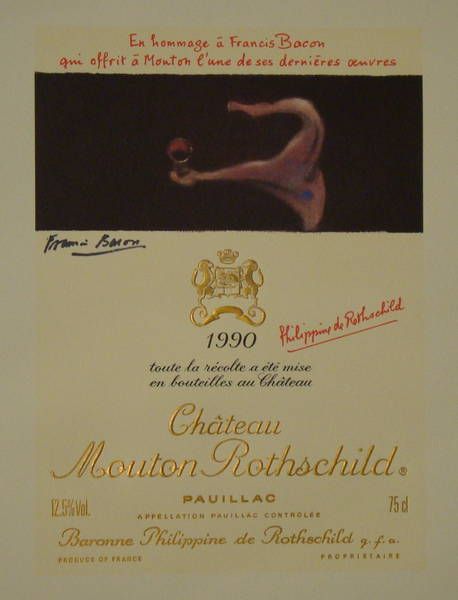 En hommage à Francis Bacon
qui offrit à Mouton l'une de ses dernières œuvres
Francis Bacon
1990
Philippine de Rothschild
toute la récolte a été mise
en bouteilles au Château
Château
Mouton Rothschild®
PAUILLAC
12.5%Vol. 75 cl
APPELLATION PAUILLAC CONTRÔLÉE
Baronne Philippine de Rothschild g.f.a.
PRODUCE OF FRANCE PROPRIÉTAIRE